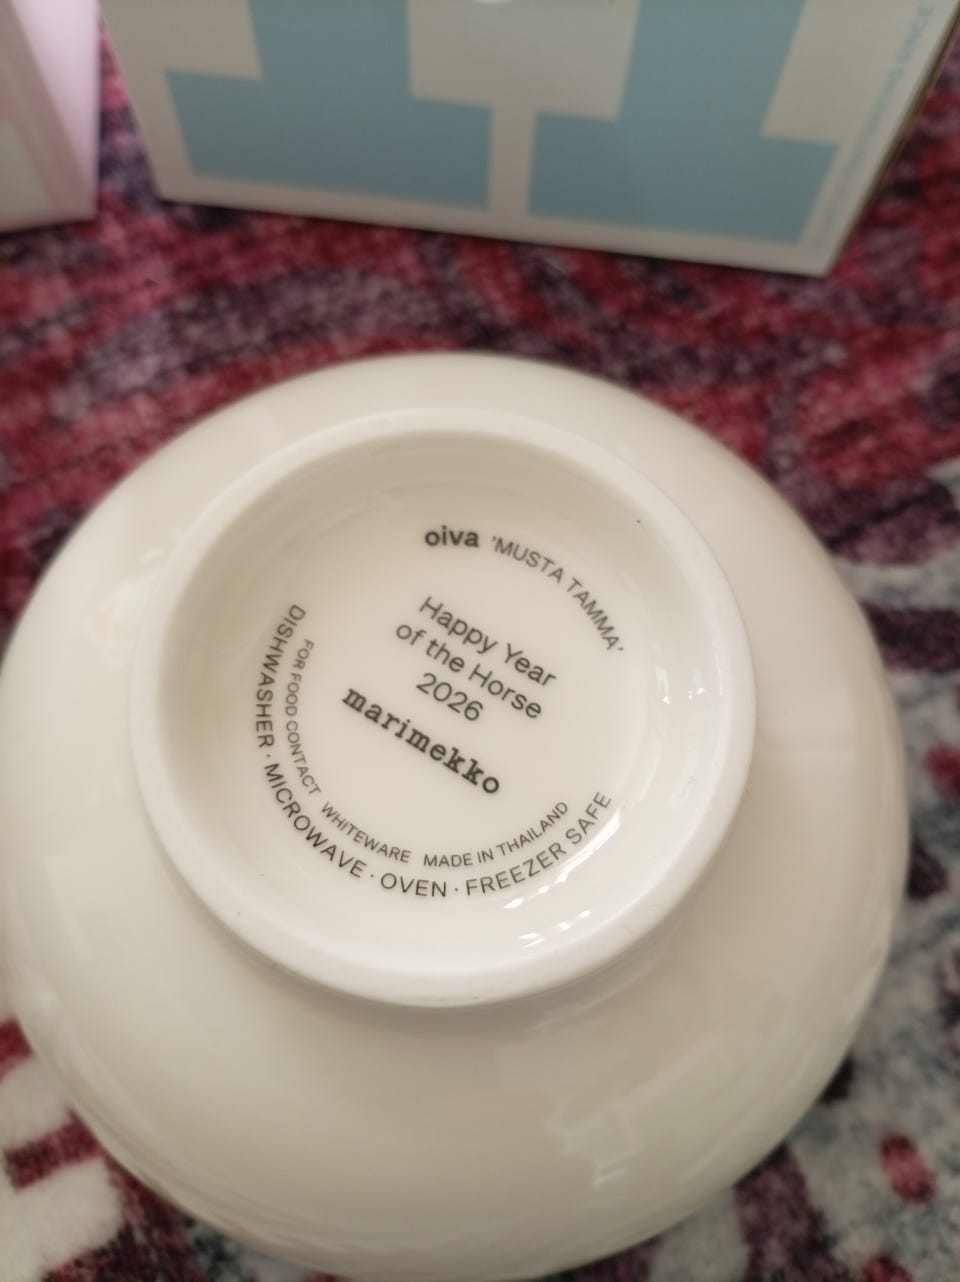 oiva 'MUSTA TAMMA'
Happy Year
of the Horse
2026
marimekko
FOR FOOD CONTACT WHITEWARE MADE IN THAILAND
DISHWASHER · MICROWAVE · OVEN · FREEZER SAFE